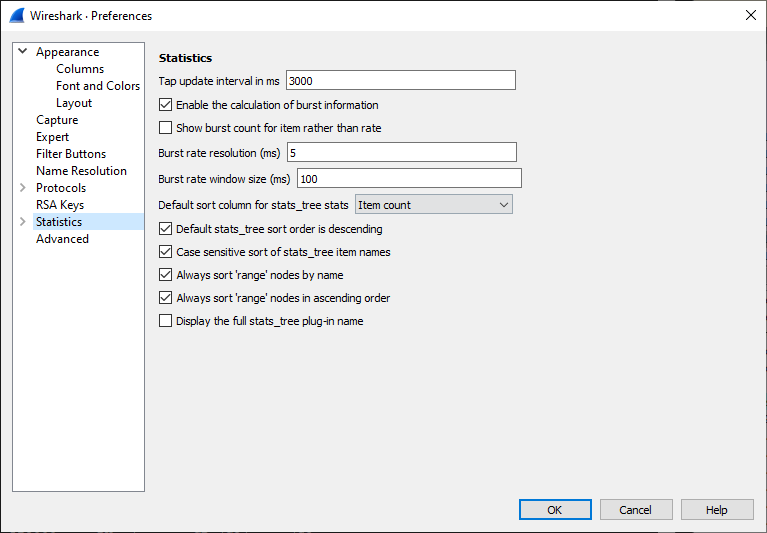 Wireshark · Preferences
Appearance
Columns
Font and Colors
Layout
Capture
Expert
Filter Buttons
Name Resolution
Protocols
RSA Keys
Statistics
Advanced
Statistics
Tap update interval in ms 3000
Enable the calculation of burst information
Show burst count for item rather than rate
Burst rate resolution (ms) 5
Burst rate window size (ms) 100
Default sort column for stats_tree stats Item count
Default stats_tree sort order is descending
Case sensitive sort of stats_tree item names
Always sort 'range' nodes by name
Always sort 'range' nodes in ascending order
Display the full stats_tree plug-in name
OK Cancel Help